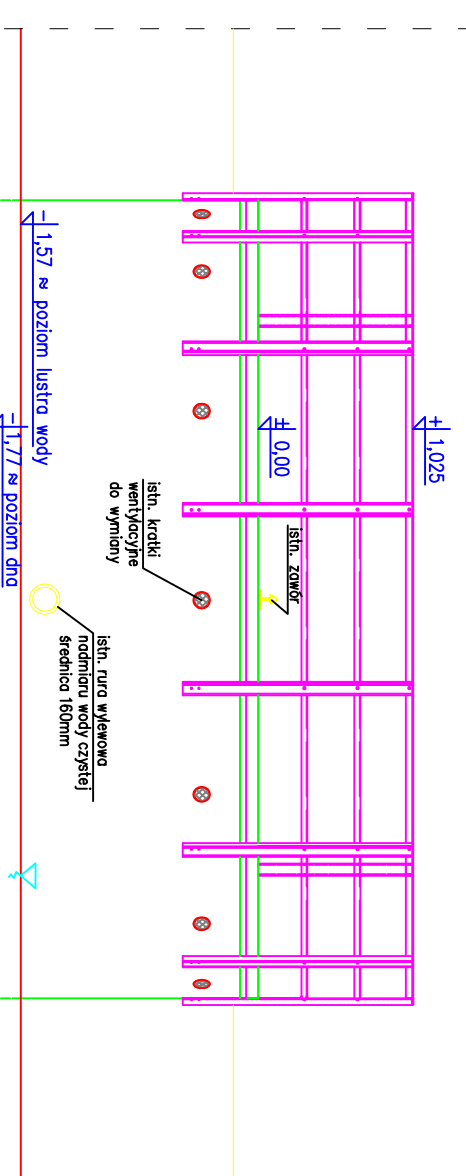 ± 1,025
± 0,00
istn. zawór
istn. kratki
wentylacyjne
do wymiany
istn. rura wylewowa
nadmiaru wody czystej
średnica 160mm
- 1,57 ≈ poziom lustra wody
- 1,77 ≈ poziom dna